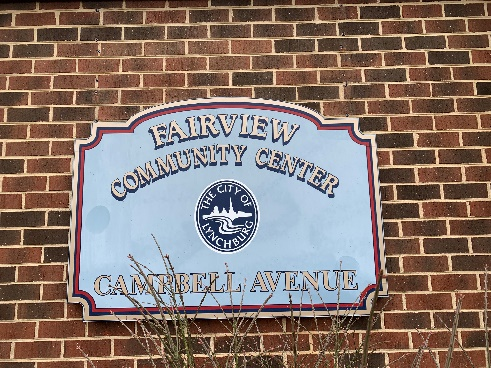 FAIRVIEW
COMMUNITY CENTER
THE CITY OF
LYNCHBURG
CAMPBELL AVENUE